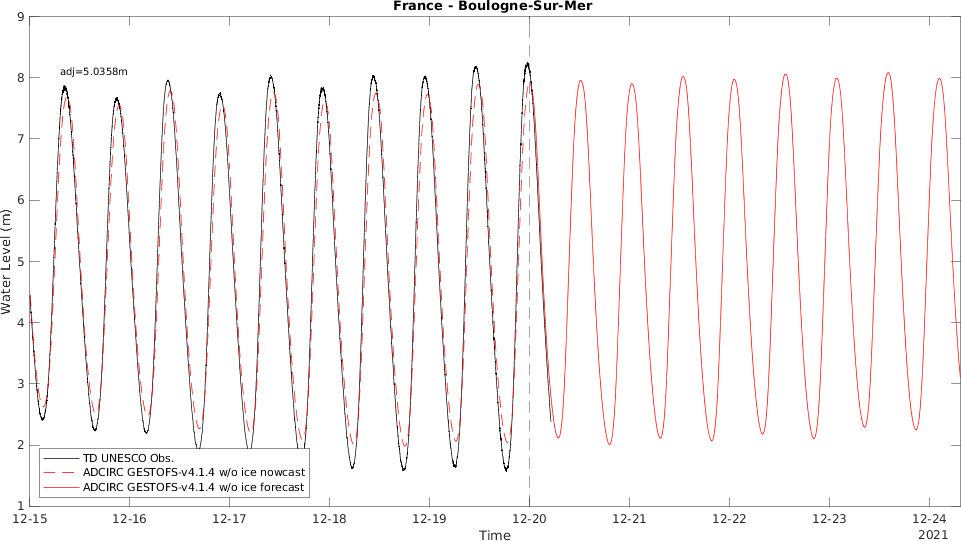 France - Boulogne-Sur-Mer
adj=5.0358m
Water Level (m)
9
8
7
6
5
4
3
2
1
TD UNESCO Obs.
ADCIRC GESTOFS-v4.1.4 w/o ice nowcast
ADCIRC GESTOFS-v4.1.4 w/o ice forecast
12-15 12-16 12-17 12-18 12-19 12-20 12-21 12-22 12-23 12-24
Time
2021